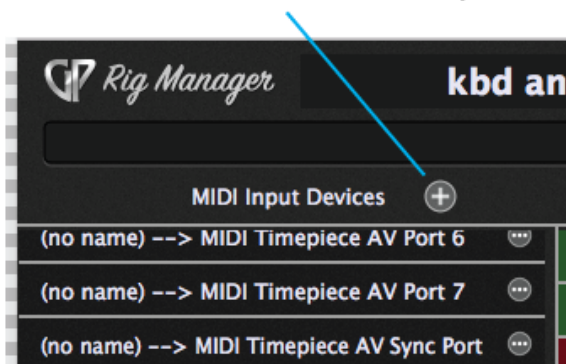 GP Rig Manager
kbd an
MIDI Input Devices
(no name) --> MIDI Timepiece AV Port 6
(no name) --> MIDI Timepiece AV Port 7
(no name) --> MIDI Timepiece AV Sync Port